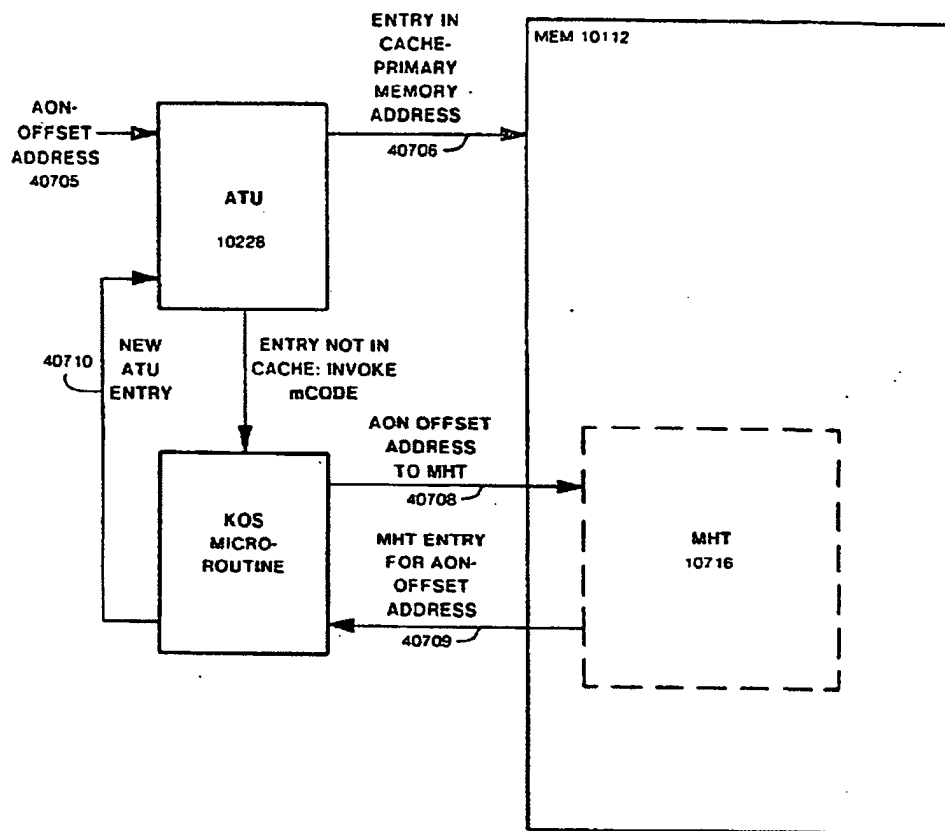 ENTRY IN
CACHE-
PRIMARY
MEMORY
ADDRESS
40706
MEM 10112
AON-
OFFSET
ADDRESS
40705
ATU
10228
40710
NEW
ATU
ENTRY
ENTRY NOT IN
CACHE: INVOKE
mCODE
AON OFFSET
ADDRESS
TO MHT
40708
KOS
MICRO-
ROUTINE
MHT ENTRY
FOR AON-
OFFSET
ADDRESS
40709
MHT
10716